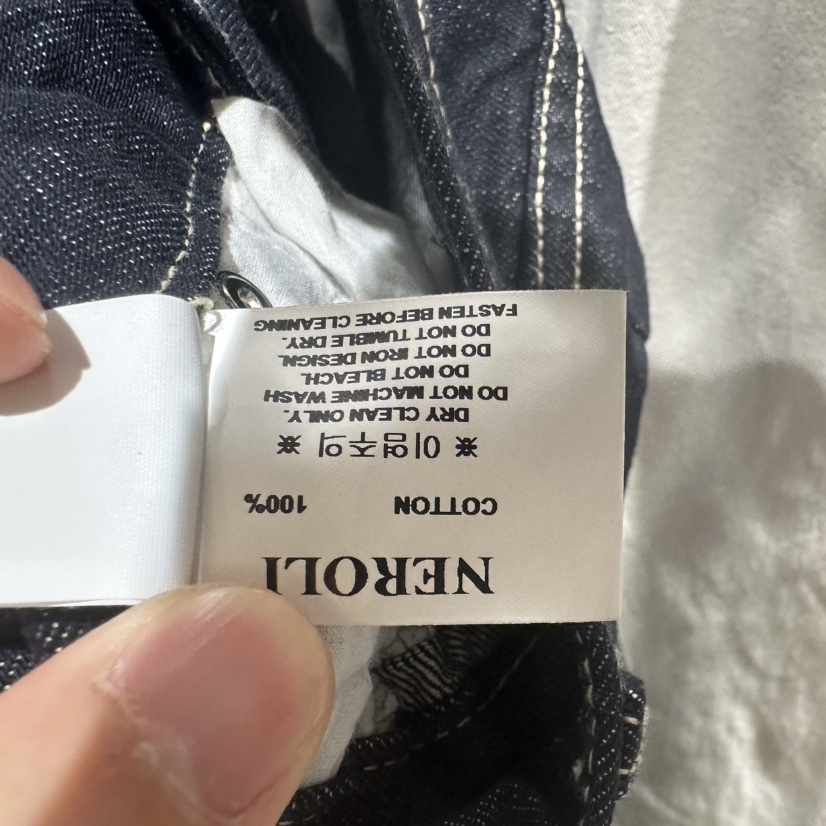 NEROLI
COTTON 100%
※ 이염주의 ※
DRY CLEAN ONLY.
DO NOT MACHINE WASH
DO NOT BLEACH.
DO NOT IRON DESIGN.
DO NOT TUMBLE DRY.
FASTEN BEFORE CLEANING